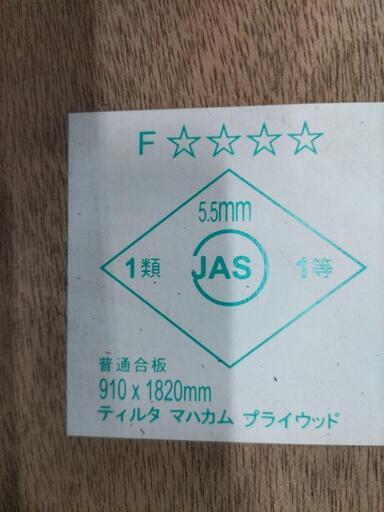 F ☆☆☆☆
5.5mm
1類 JAS 1等
普通合板
910 x 1820mm
ティルタ マハカム プライウッド